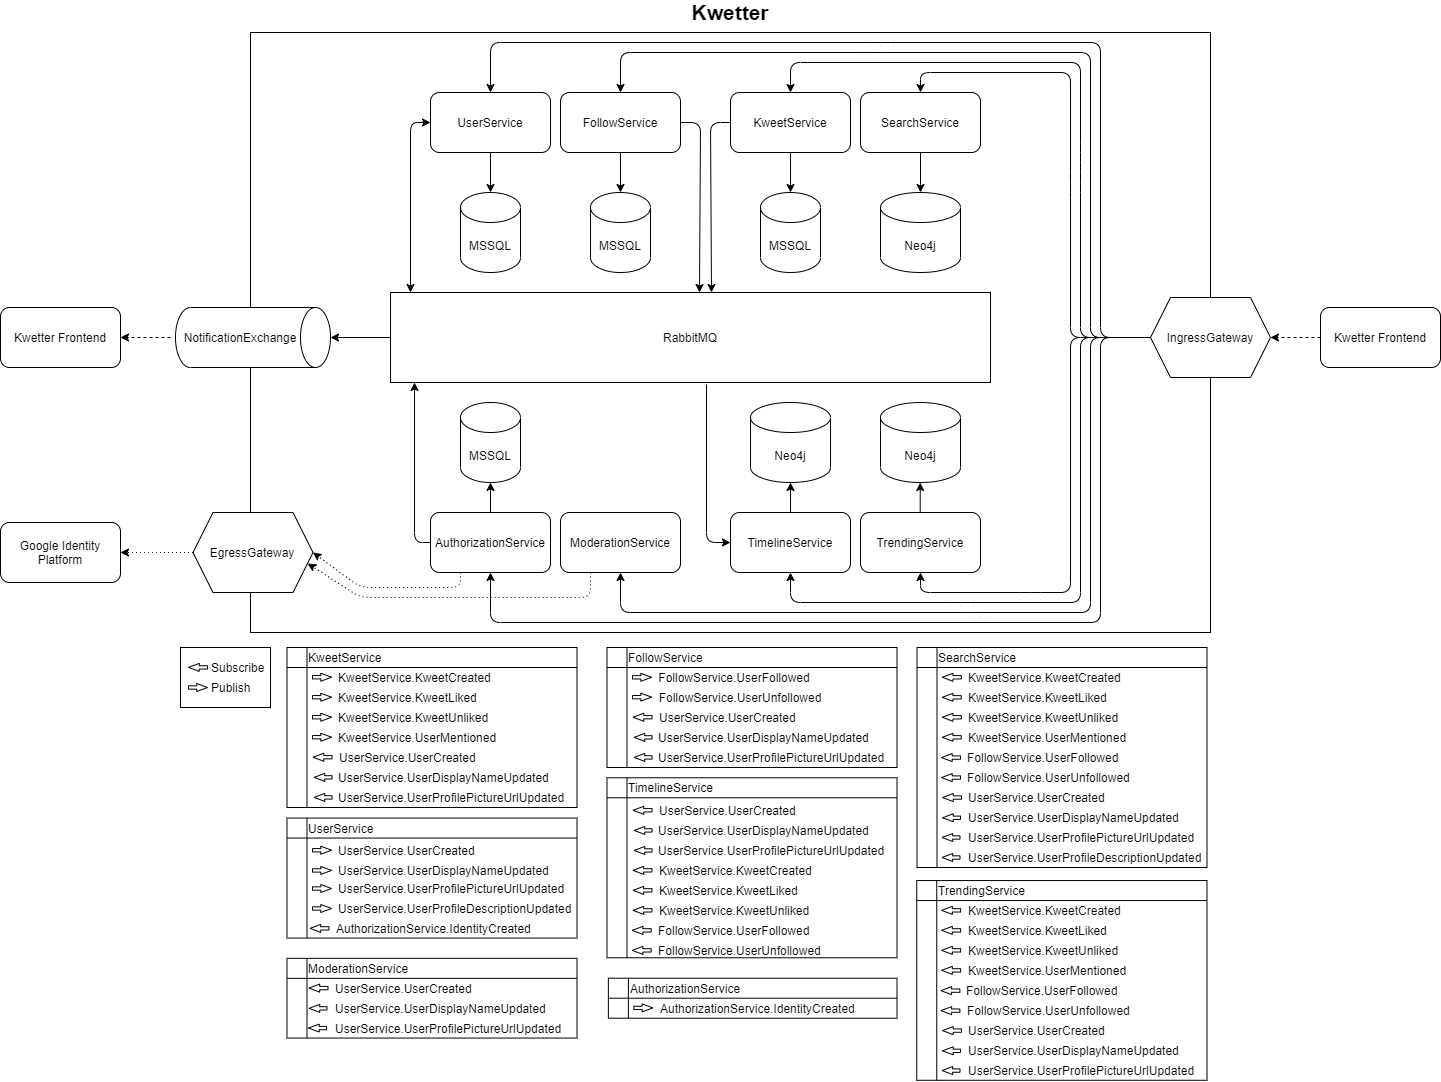 Kwetter
UserService
FollowService
KweetService
SearchService
MSSQL
MSSQL
MSSQL
Neo4j
Kwetter Frontend
NotificationExchange
RabbitMQ
IngressGateway
Kwetter Frontend
MSSQL
Neo4j
Neo4j
Google Identity
Platform
EgressGateway
AuthorizationService
ModerationService
TimelineService
TrendingService
Subscribe
Publish
KweetService
KweetService.KweetCreated
KweetService.KweetLiked
KweetService.KweetUnliked
KweetService.UserMentioned
UserService.UserCreated
UserService.UserDisplayNameUpdated
UserService.UserProfilePictureUrlUpdated
UserService
UserService.UserCreated
UserService.UserDisplayNameUpdated
UserService.UserProfilePictureUrlUpdated
UserService.UserProfileDescriptionUpdated
AuthorizationService.IdentityCreated
ModerationService
UserService.UserCreated
UserService.UserDisplayNameUpdated
UserService.UserProfilePictureUrlUpdated
FollowService
FollowService.UserFollowed
FollowService.UserUnfollowed
UserService.UserCreated
UserService.UserDisplayNameUpdated
UserService.UserProfilePictureUrlUpdated
TimelineService
UserService.UserCreated
UserService.UserDisplayNameUpdated
UserService.UserProfilePictureUrlUpdated
KweetService.KweetCreated
KweetService.KweetLiked
KweetService.KweetUnliked
FollowService.UserFollowed
FollowService.UserUnfollowed
AuthorizationService
AuthorizationService.IdentityCreated
SearchService
KweetService.KweetCreated
KweetService.KweetLiked
KweetService.KweetUnliked
KweetService.UserMentioned
FollowService.UserFollowed
FollowService.UserUnfollowed
UserService.UserCreated
UserService.UserDisplayNameUpdated
UserService.UserProfilePictureUrlUpdated
UserService.UserProfileDescriptionUpdated
TrendingService
KweetService.KweetCreated
KweetService.KweetLiked
KweetService.KweetUnliked
KweetService.UserMentioned
FollowService.UserFollowed
FollowService.UserUnfollowed
UserService.UserCreated
UserService.UserDisplayNameUpdated
UserService.UserProfilePictureUrlUpdated